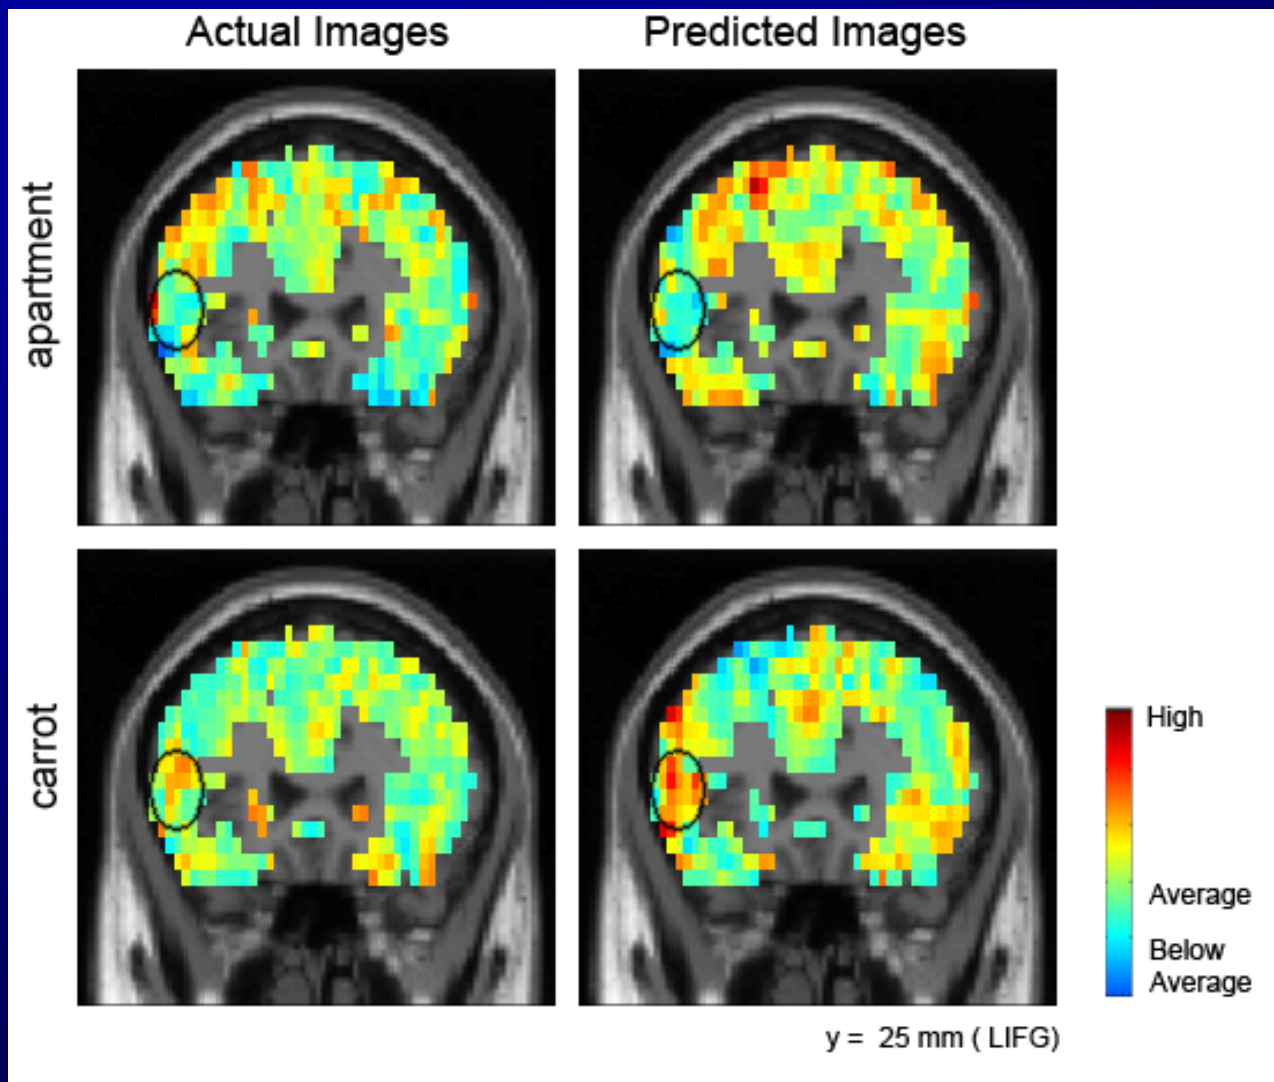 Actual Images
Predicted Images
apartment
carrot
High
Average
Below
Average
y = 25 mm ( LIFG)